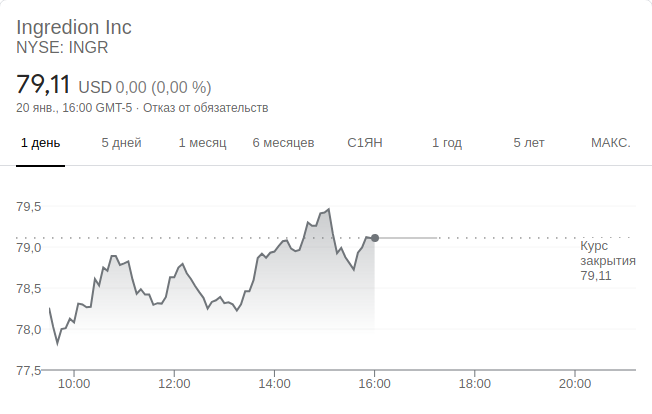 Ingredion Inc
NYSE: INGR
79,11 USD 0,00 (0,00 %)
20 янв., 16:00 GMT-5 · Отказ от обязательств
1 день 5 дней 1 месяц 6 месяцев С1ЯН 1 год 5 лет МАКС.
79,5
79,0
78,5
78,0
77,5
Курс
закрытия
79,11
10:00 12:00 14:00 16:00 18:00 20:00